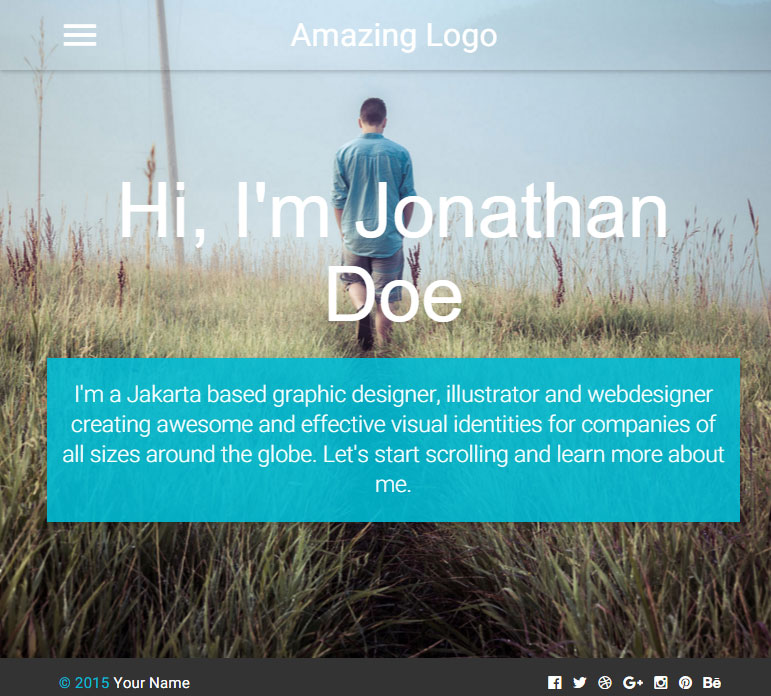 Amazing Logo
Hi, I'm Jonathan
Doe
I'm a Jakarta based graphic designer, illustrator and webdesigner
creating awesome and effective visual identities for companies of
all sizes around the globe. Let's start scrolling and learn more about
me.
© 2015 Your Name